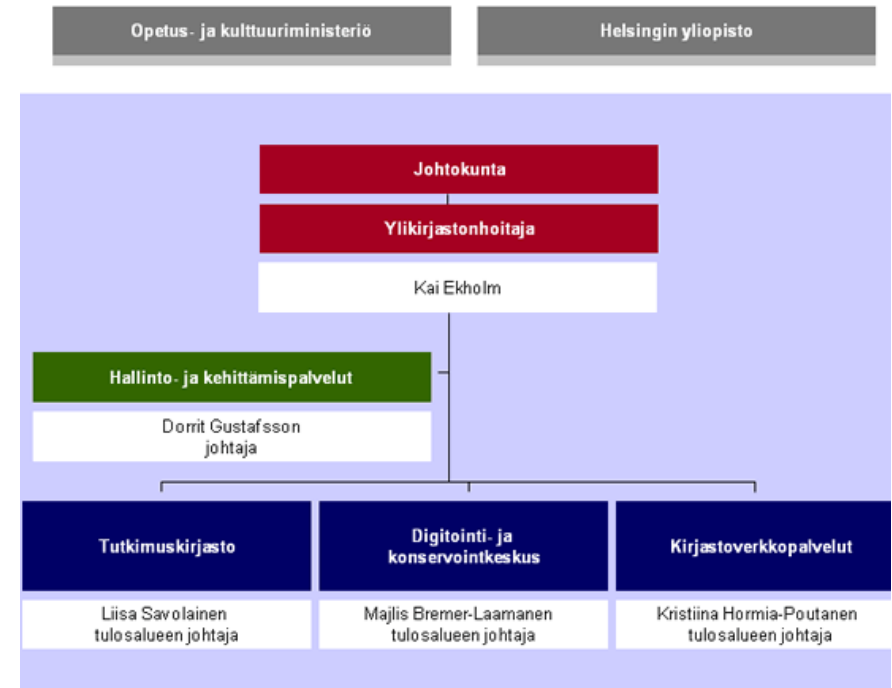 Opetus- ja kulttuuriministeriö
Helsingin yliopisto
Johtokunta
Ylikirjastonhoitaja
Kai Ekholm
Hallinto- ja kehittämispalvelut
Dorrit Gustafsson
johtaja
Tutkimuskirjasto
Liisa Savolainen
tulosalueen johtaja
Digitointi- ja
konservointkeskus
Majlis Bremer-Laamanen
tulosalueen johtaja
Kirjastoverkkopalvelut
Kristiina Hormia-Poutanen
tulosalueen johtaja